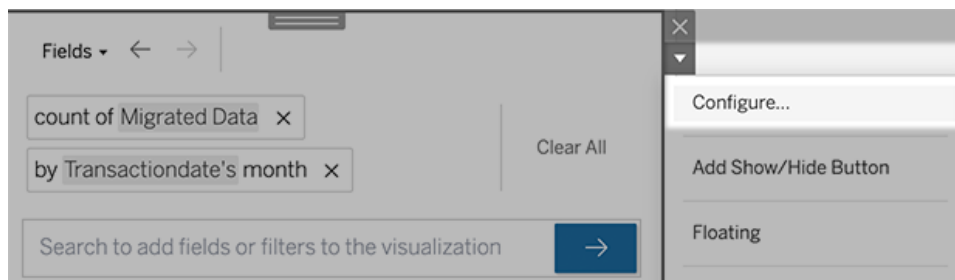 Fields
count of Migrated Data
by Transactiondate's month
Clear All
Search to add fields or filters to the visualization
Configure...
Add Show/Hide Button
Floating